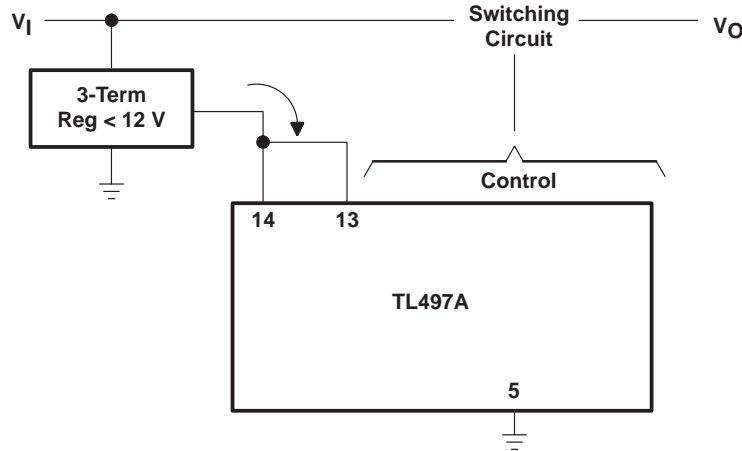 VI
Switching
Circuit
VO
3-Term
Reg < 12 V
Control
14
13
TL497A
5